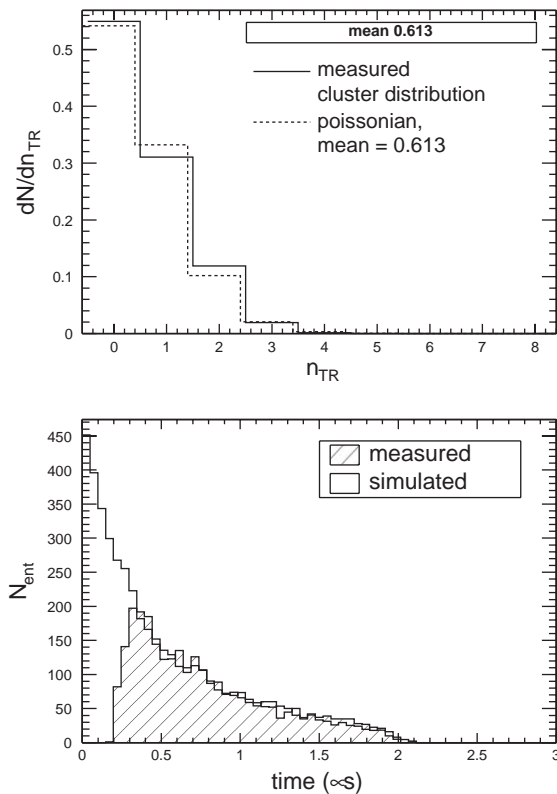 mean 0.613
measured
cluster distribution
poissonian,
mean = 0.613
dN/dn_TR
0.5
0.4
0.3
0.2
0.1
0
0 1 2 3 4 5 6 7 8
n_TR
measured
simulated
N_ent
450
400
350
300
250
200
150
100
50
0
0 0.5 1 1.5 2 2.5 3
time (∝s)